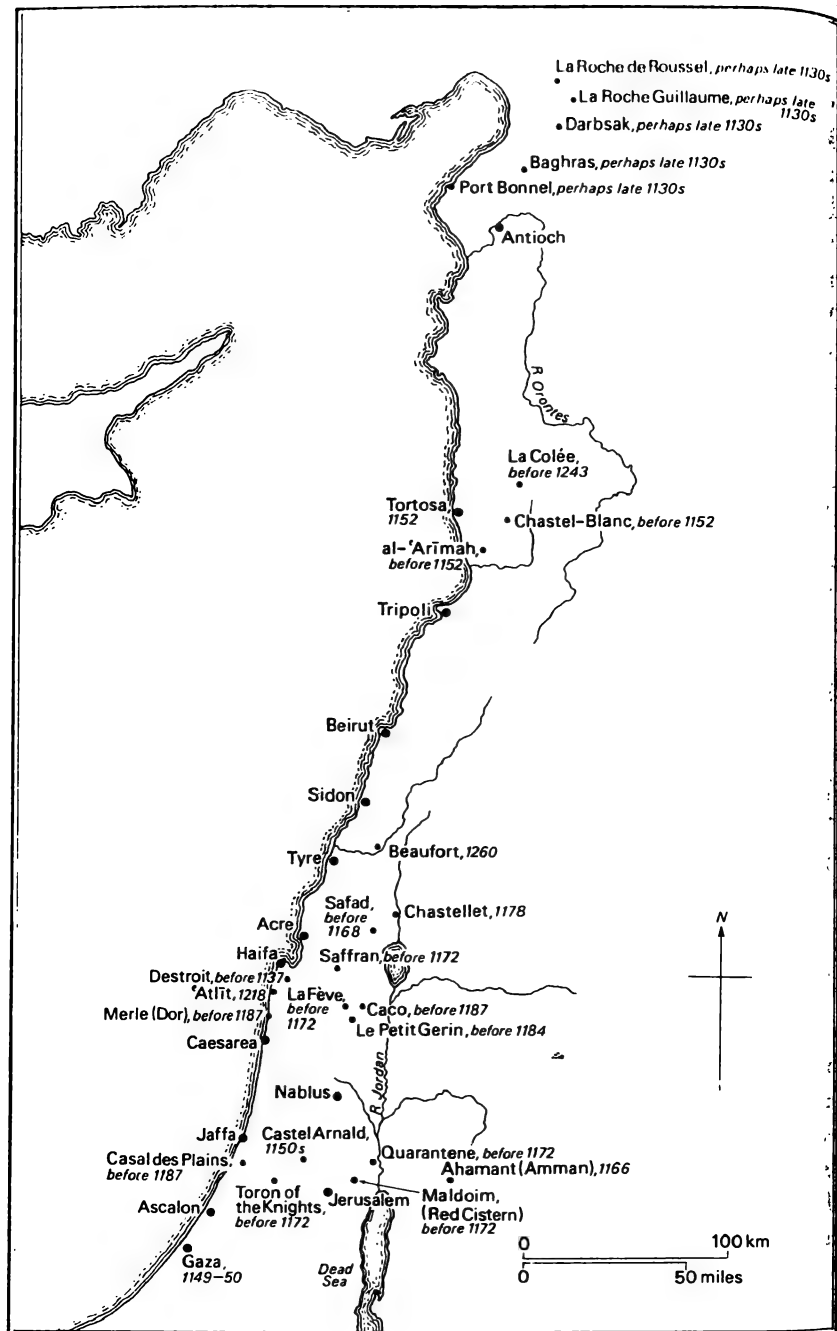 La Roche de Roussel, perhaps late 1130s
La Roche Guillaume, perhaps late
1130s
Darbsak, perhaps late 1130s
Baghras, perhaps late 1130s
Port Bonnel, perhaps late 1130s
Antioch
R. Orontes
La Colée,
before 1243
Tortosa,
1152
Chastel-Blanc, before 1152
al-ʿArīmah,
before 1152
Tripoli
Beirut
Sidon
Beaufort, 1260
Tyre
Safad,
before
1168
Chastellet, 1178
Acre
Haifa
Saffran, before 1172
Destroit, before 1137
ʿAtlīt, 1218
La Fève,
before
1172
Caco, before 1187
Merle (Dor), before 1187
Le Petit Gerin, before 1184
Caesarea
N
R. Jordan
Nablus
Jaffa
Castel Arnald,
1150s
Casal des Plains,
before 1187
Quarantene, before 1172
Ahamant (Amman), 1166
Toron of
the Knights,
before 1172
Jerusalem
Maldoim,
(Red Cistern)
before 1172
Ascalon
Gaza,
1149–50
Dead
Sea
0 100 km
0 50 miles